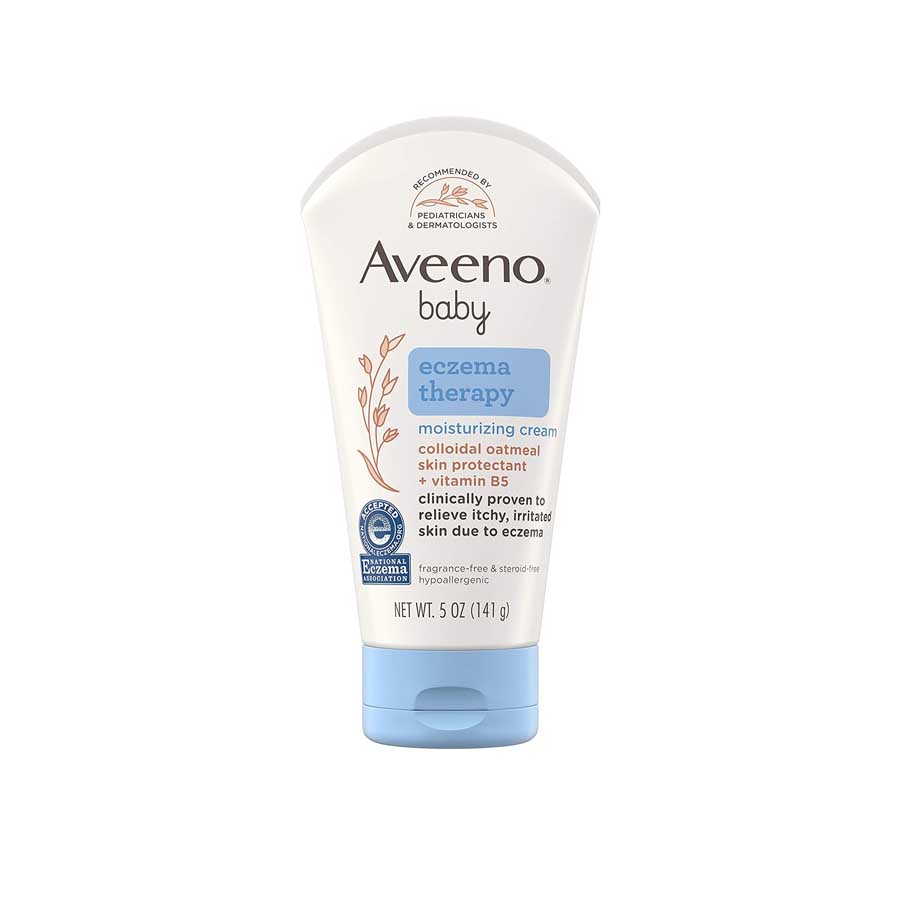 RECOMMENDED BY
PEDIATRICIANS
& DERMATOLOGISTS
Aveeno®
baby
eczema
therapy
moisturizing cream
colloidal oatmeal
skin protectant
+ vitamin B5
clinically proven to
relieve itchy, irritated
skin due to eczema
ACCEPTED
e
NATIONALECZEMA.ORG
NATIONAL
Eczema
ASSOCIATION
fragrance-free & steroid-free
hypoallergenic
NET WT. 5 OZ (141 g)